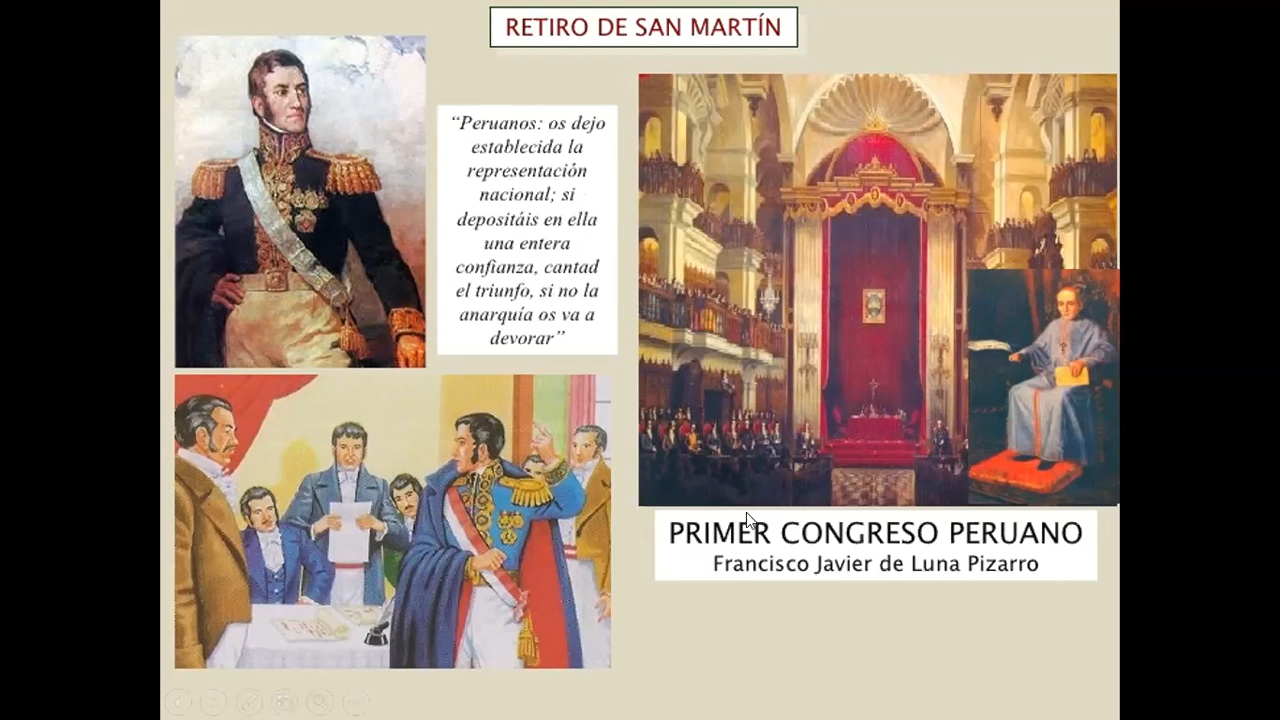 RETIRO DE SAN MARTÍN
“Peruanos: os dejo
establecida la
representación
nacional; si
depositáis en ella
una entera
confianza, cantad
el triunfo, si no la
anarquía os va a
devorar”
PRIMER CONGRESO PERUANO
Francisco Javier de Luna Pizarro